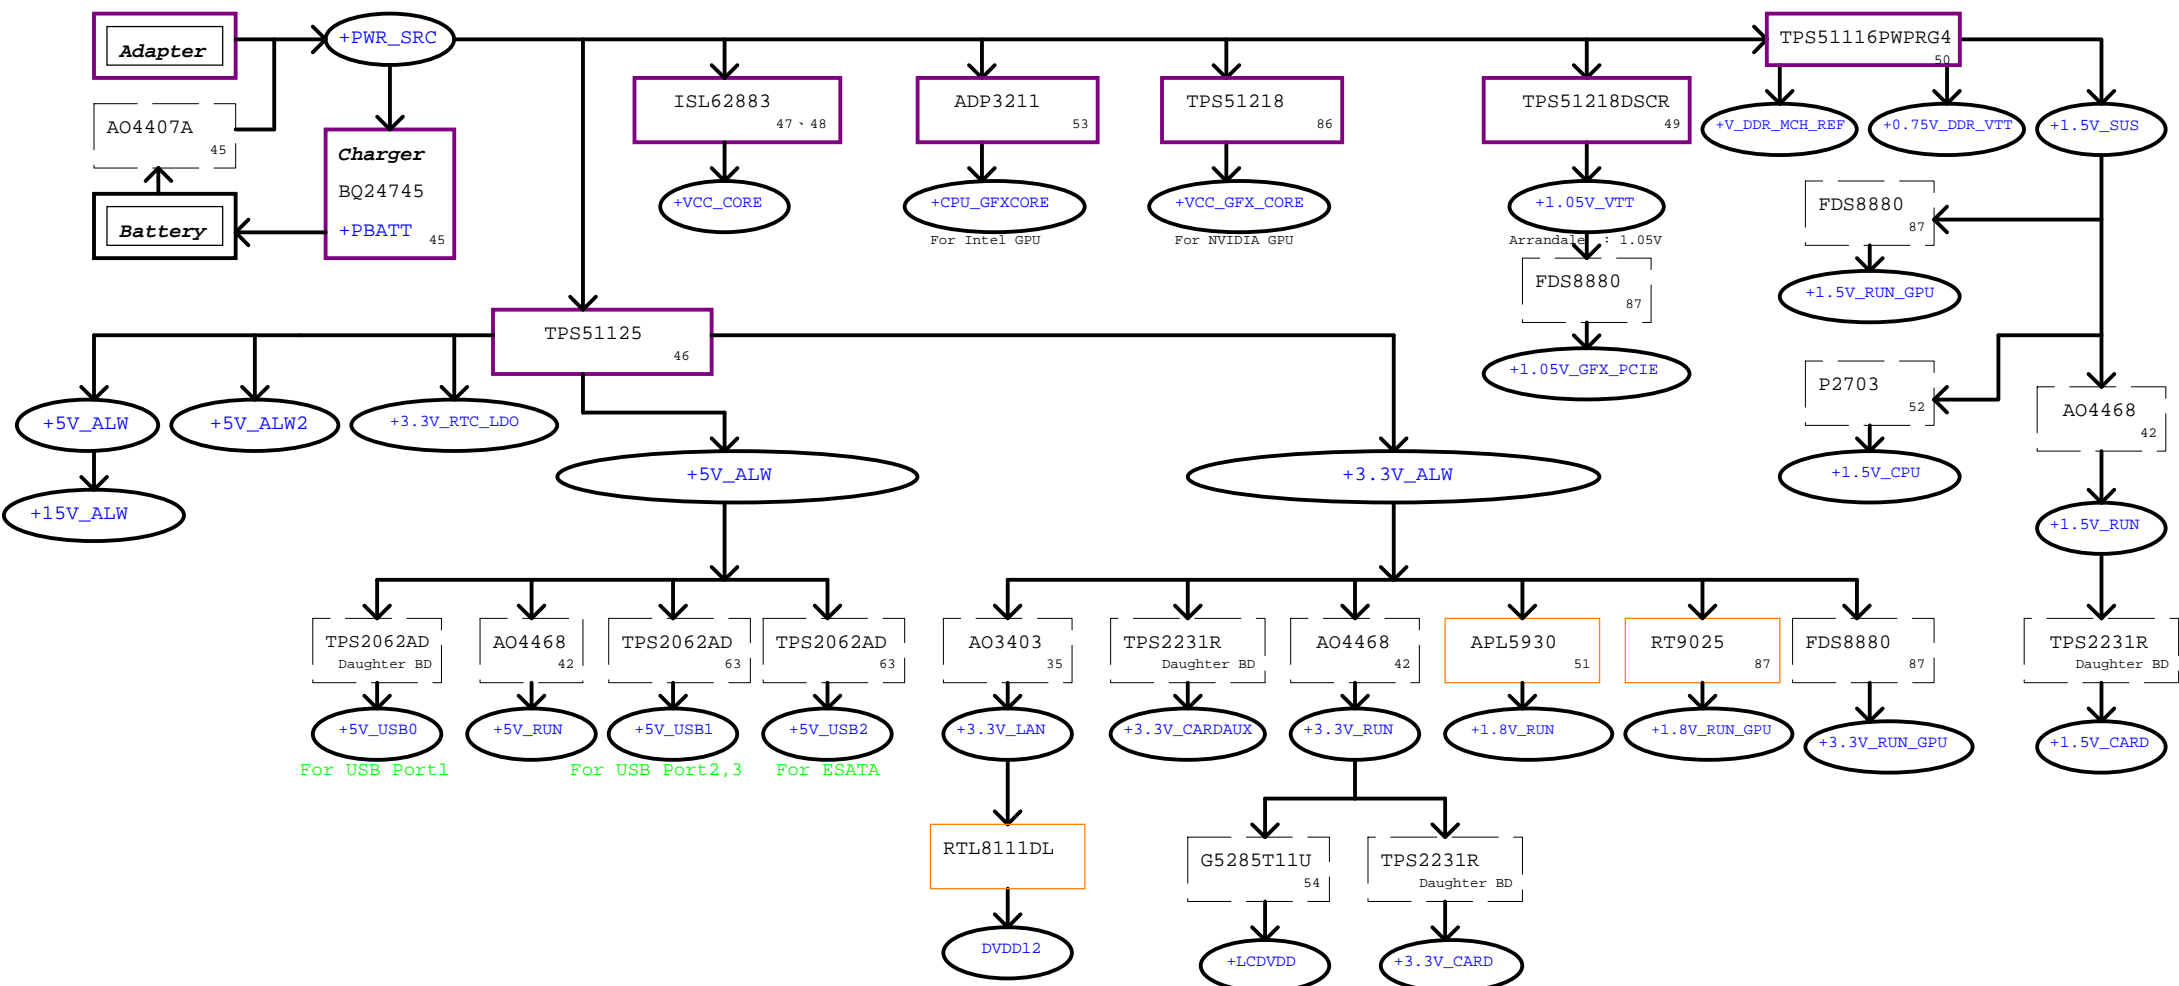 Adapter
+PWR_SRC
TPS51116PWPRG4
50
AO4407A
45
Charger
BQ24745
+PBATT
45
Battery
ISL62883
47、48
ADP3211
53
TPS51218
86
TPS51218DSCR
49
+V_DDR_MCH_REF
+0.75V_DDR_VTT
+1.5V_SUS
+VCC_CORE
+CPU_GFXCORE
For Intel GPU
+VCC_GFX_CORE
For NVIDIA GPU
+1.05V_VTT
Arrandale : 1.05V
FDS8880
87
+1.05V_GFX_PCIE
FDS8880
87
+1.5V_RUN_GPU
P2703
52
+1.5V_CPU
AO4468
42
+1.5V_RUN
TPS2231R
Daughter BD
+1.5V_CARD
TPS51125
46
+5V_ALW
+5V_ALW2
+3.3V_RTC_LDO
+15V_ALW
+5V_ALW
+3.3V_ALW
TPS2062AD
Daughter BD
AO4468
42
TPS2062AD
63
TPS2062AD
63
AO3403
35
TPS2231R
Daughter BD
AO4468
42
APL5930
51
RT9025
87
FDS8880
87
+5V_USB0
+5V_RUN
+5V_USB1
+5V_USB2
+3.3V_LAN
+3.3V_CARDAUX
+3.3V_RUN
+1.8V_RUN
+1.8V_RUN_GPU
+3.3V_RUN_GPU
For USB Port1
For USB Port2,3
For ESATA
RTL8111DL
G5285T11U
54
TPS2231R
Daughter BD
DVDD12
+LCDVDD
+3.3V_CARD